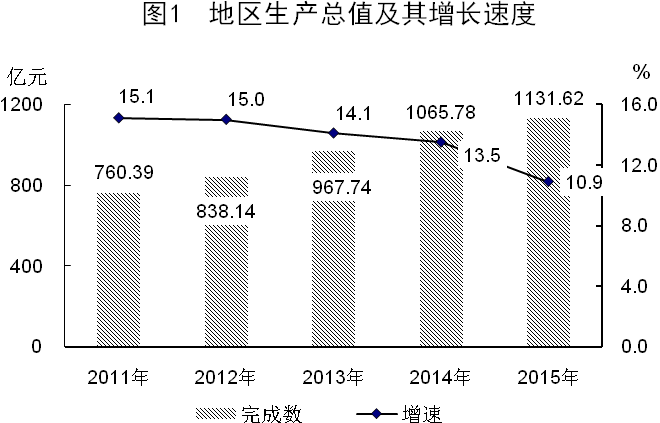 图1 地区生产总值及其增长速度
亿元 %
15.1 15.0 14.1 1065.78 1131.62
1200 16.0
760.39 838.14 967.74 13.5 10.9
800 12.0
8.0
400 4.0
0 0.0
2011年 2012年 2013年 2014年 2015年
完成数 增速